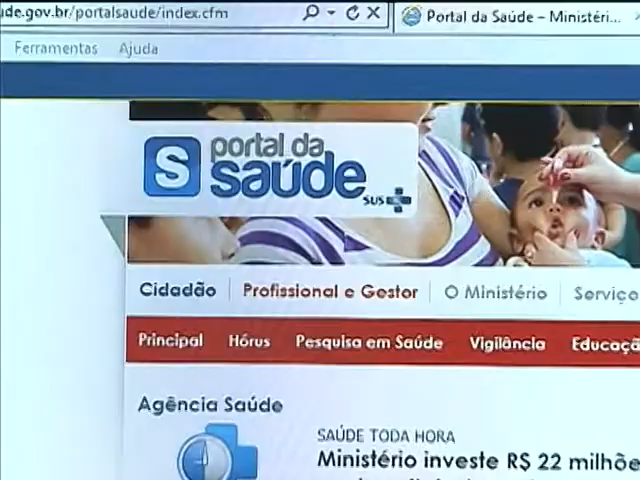 de.gov.br/portalsaude/index.cfm
Portal da Saúde – Ministéri...
Ferramentas Ajuda
S portal da
saúde
SUS
Cidadão Profissional e Gestor O Ministério Serviço
Principal Hórus Pesquisa em Saúde Vigilância Educaçã
Agência Saúde
SAÚDE TODA HORA
Ministério investe R$ 22 milhõe